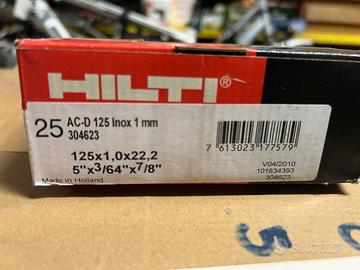 HILTI®
25 AC-D 125 Inox 1 mm
304623
125x1,0x22,2
5"x3/64"x7/8"
Made in Holland
7 613023 177579
V04/2010
101834393
304623
subito